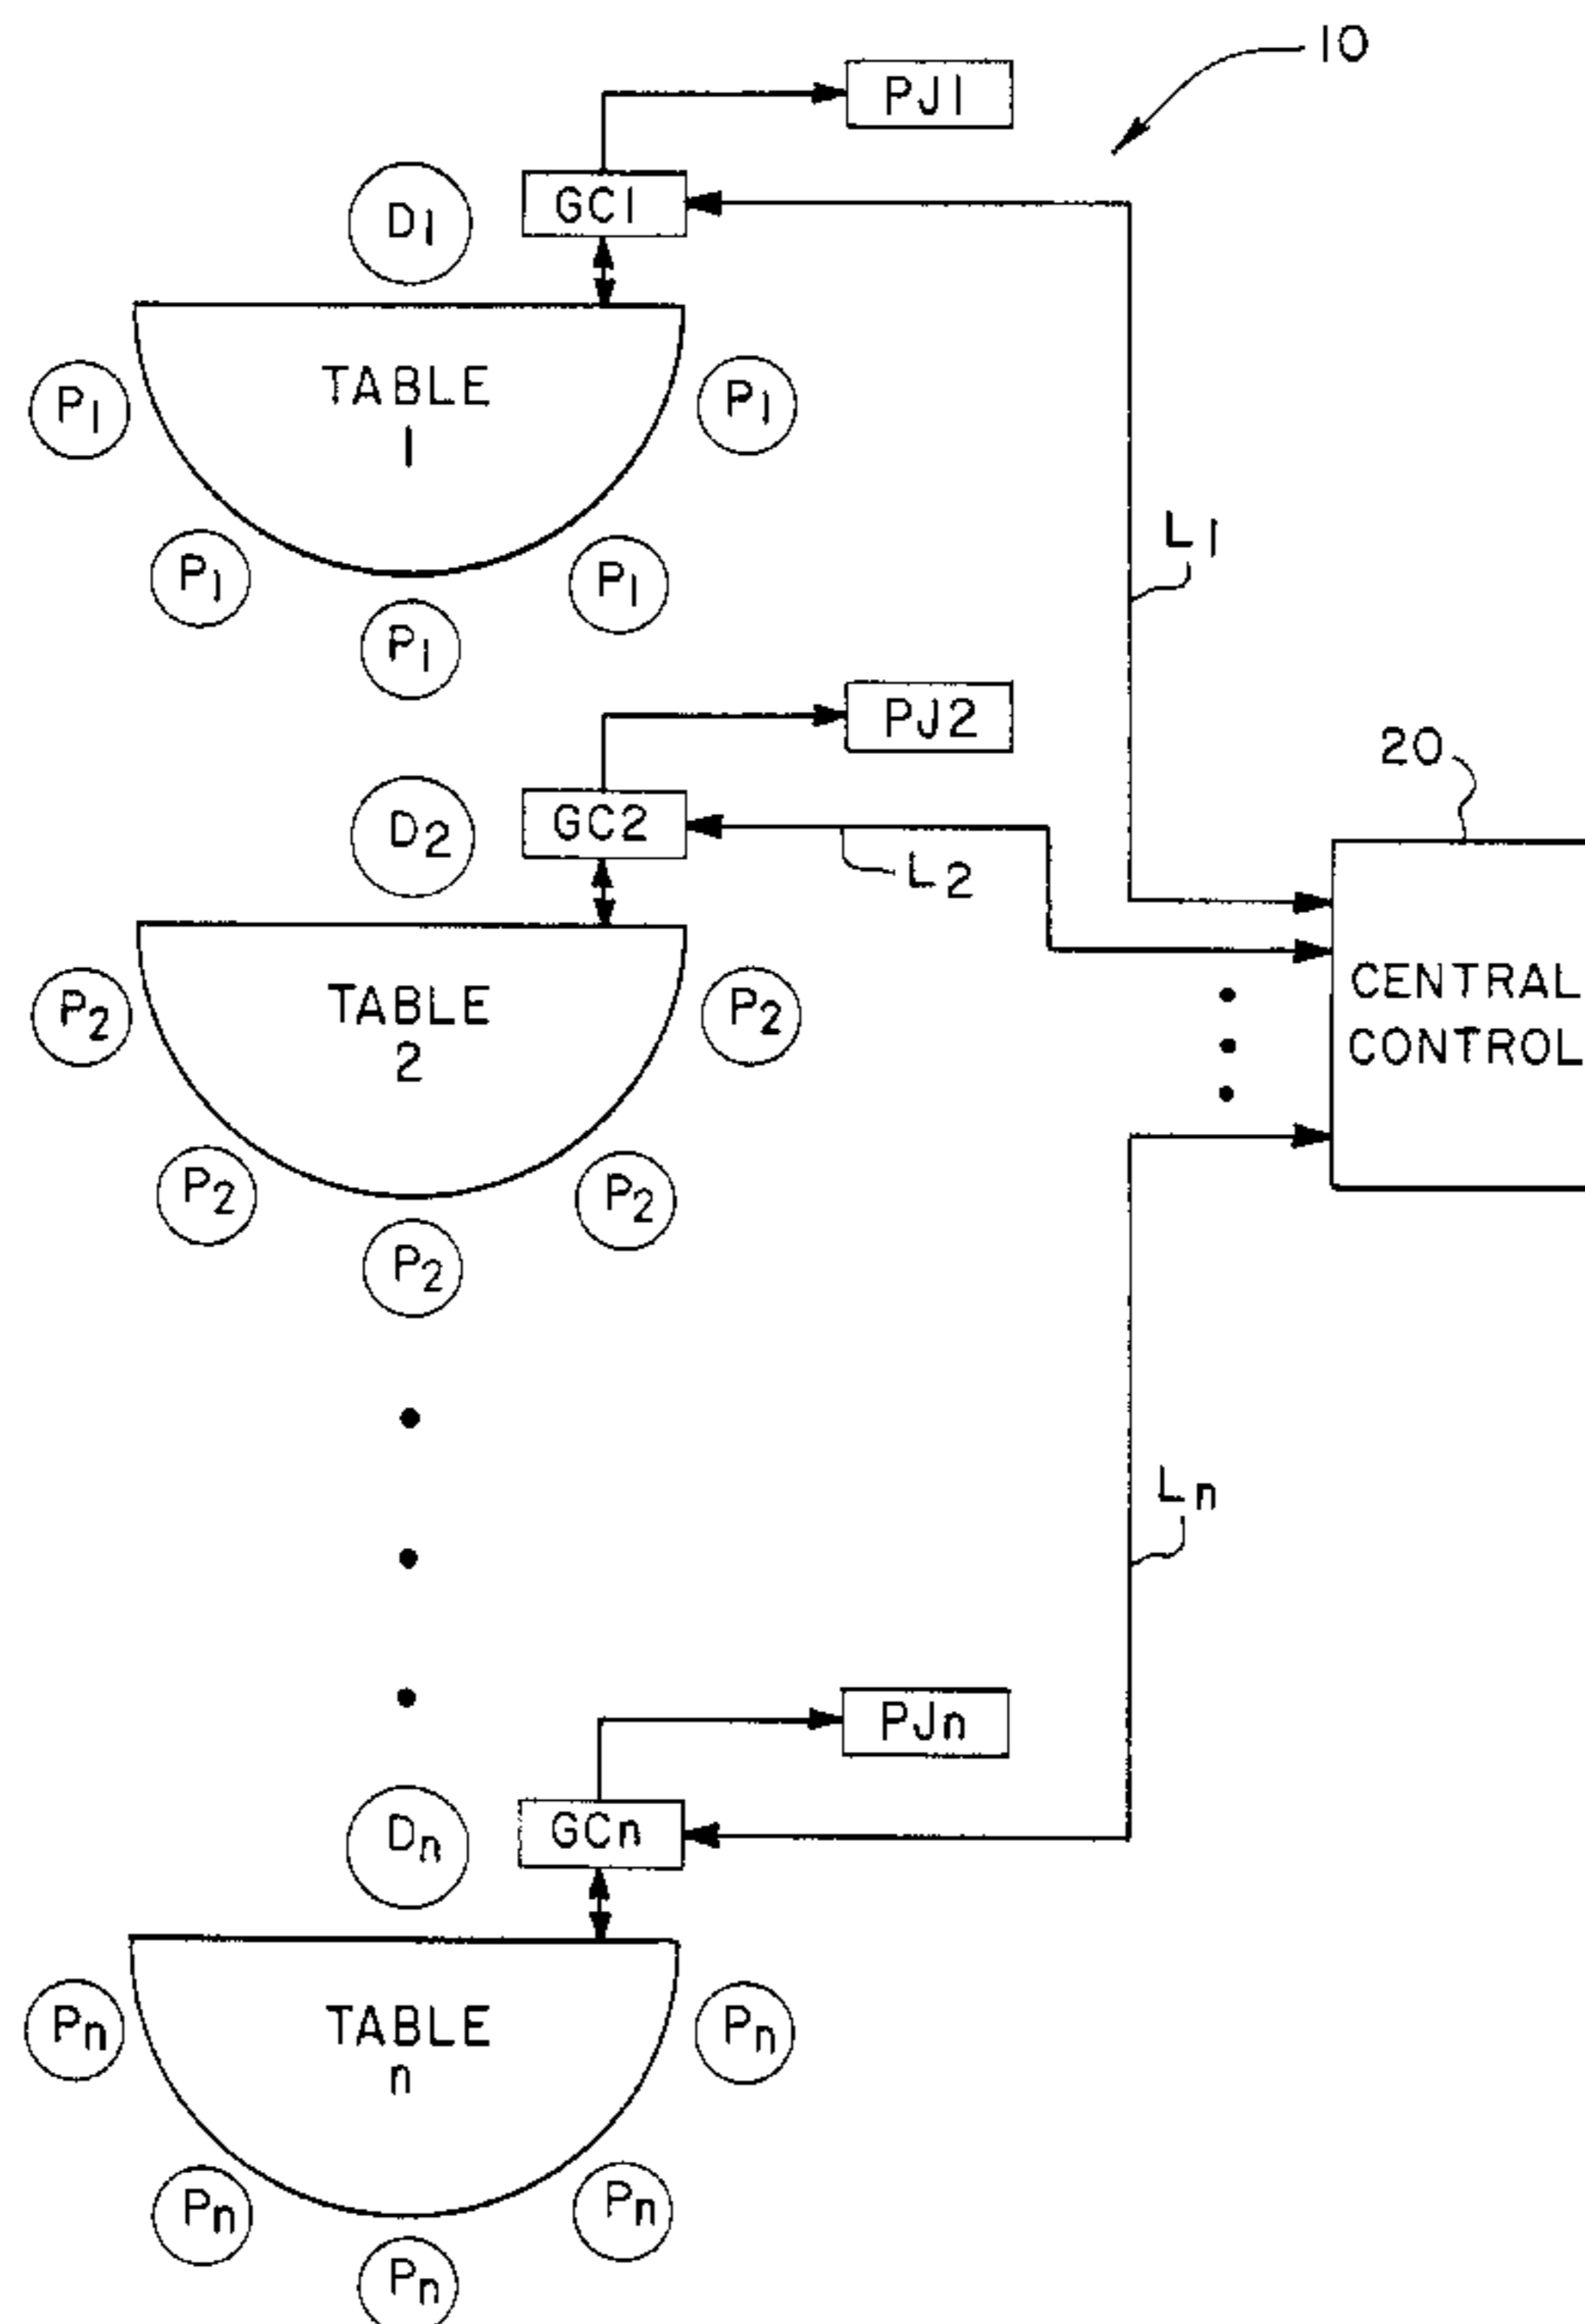 10
PJ1
GC1
D1
TABLE
1
P1
P1
P1
P1
P1
L1
PJ2
GC2
D2
L2
20
CENTRAL
CONTROL
TABLE
2
P2
P2
P2
P2
P2
Ln
PJn
GCn
Dn
TABLE
n
Pn
Pn
Pn
Pn
Pn